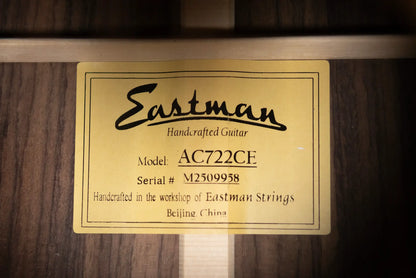 Eastman
Handcrafted Guitar
Model: AC722CE
Serial # M2509958
Handcrafted in the workshop of Eastman Strings
Beijing China